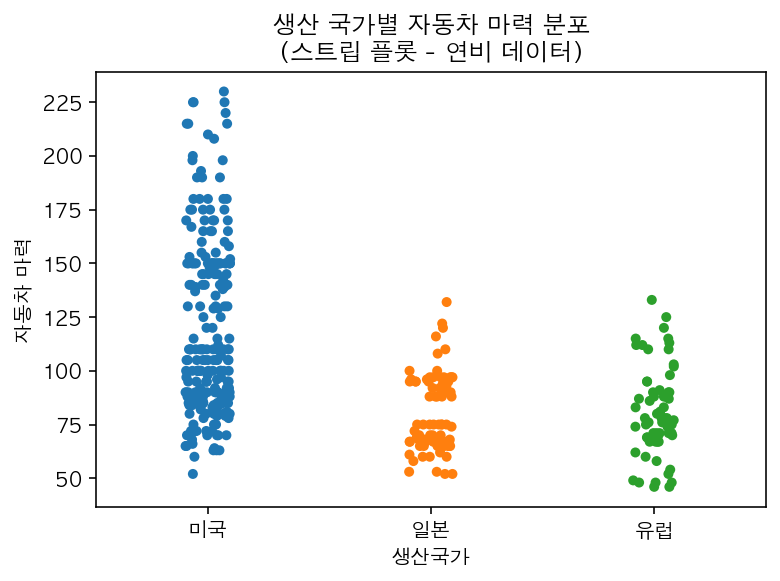 생산 국가별 자동차 마력 분포
(스트립 플롯 - 연비 데이터)
자동차 마력
225
200
175
150
125
100
75
50
미국
일본
유럽
생산국가